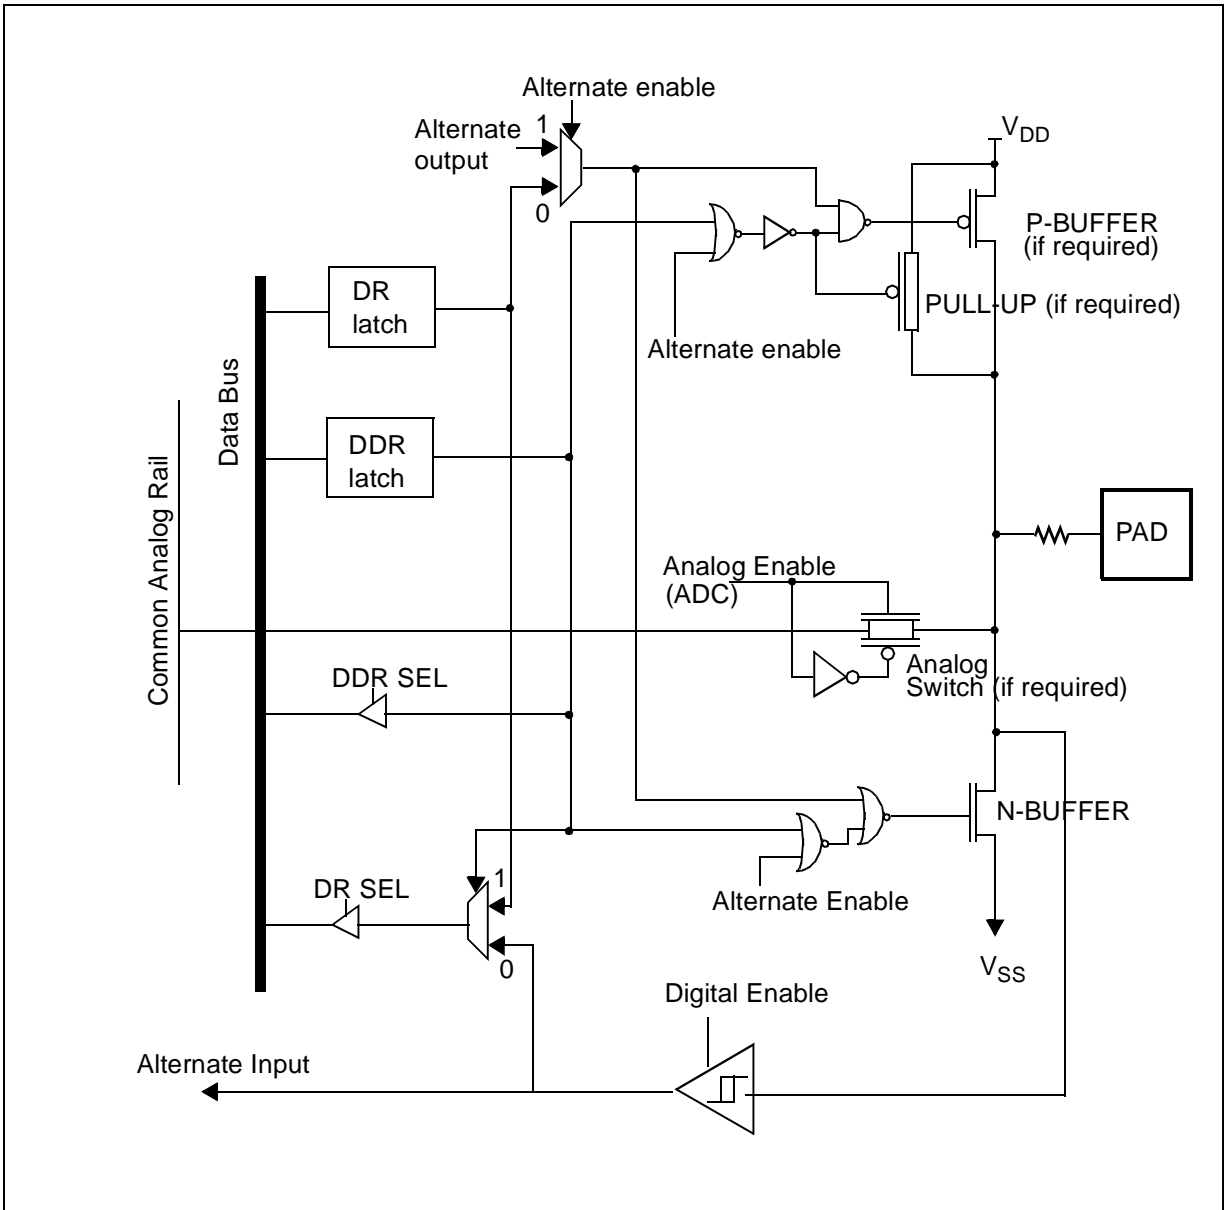 Alternate enable
Alternate
output
1
0
VDD
P-BUFFER
(if required)
DR
latch
PULL-UP (if required)
Alternate enable
Data Bus
DDR
latch
Common Analog Rail
PAD
Analog Enable
(ADC)
Analog
Switch (if required)
DDR SEL
N-BUFFER
1
DR SEL
Alternate Enable
0
VSS
Digital Enable
Alternate Input